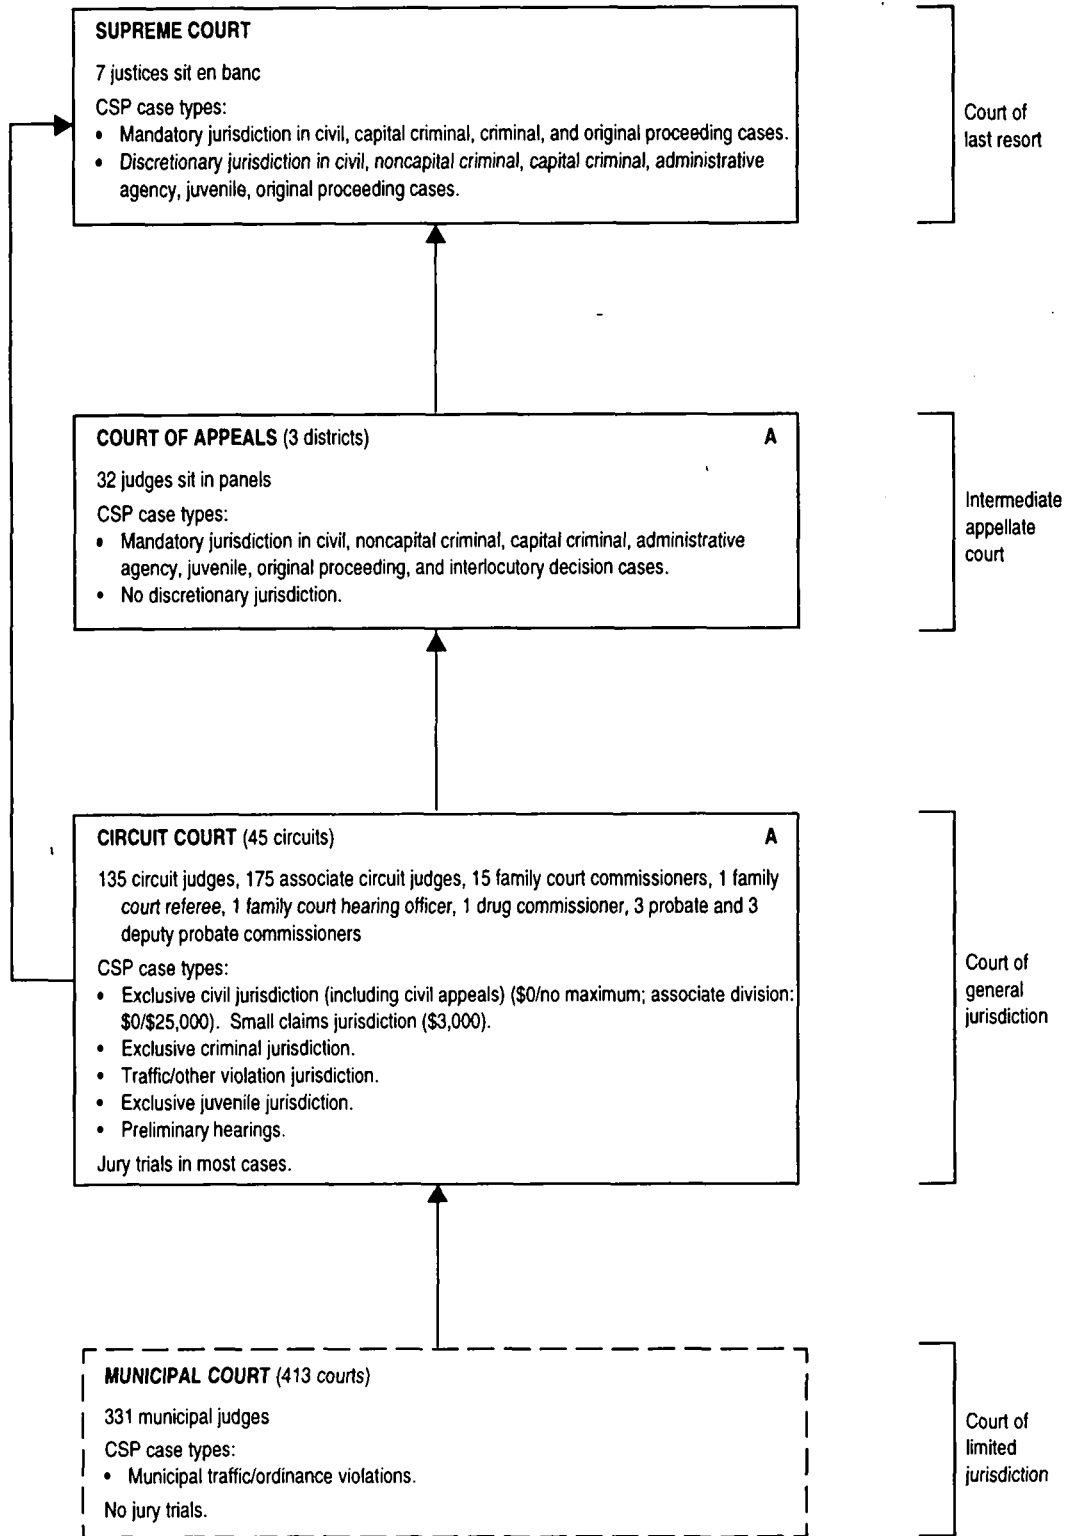 SUPREME COURT
7 justices sit en banc
CSP case types:
• Mandatory jurisdiction in civil, capital criminal, criminal, and original proceeding cases.
• Discretionary jurisdiction in civil, noncapital criminal, capital criminal, administrative
agency, juvenile, original proceeding cases.
Court of
last resort
COURT OF APPEALS (3 districts) A
32 judges sit in panels
CSP case types:
• Mandatory jurisdiction in civil, noncapital criminal, capital criminal, administrative
agency, juvenile, original proceeding, and interlocutory decision cases.
• No discretionary jurisdiction.
Intermediate
appellate
court
CIRCUIT COURT (45 circuits) A
135 circuit judges, 175 associate circuit judges, 15 family court commissioners, 1 family
court referee, 1 family court hearing officer, 1 drug commissioner, 3 probate and 3
deputy probate commissioners
CSP case types:
• Exclusive civil jurisdiction (including civil appeals) ($0/no maximum; associate division:
$0/$25,000). Small claims jurisdiction ($3,000).
• Exclusive criminal jurisdiction.
• Traffic/other violation jurisdiction.
• Exclusive juvenile jurisdiction.
• Preliminary hearings.
Jury trials in most cases.
Court of
general
jurisdiction
MUNICIPAL COURT (413 courts)
331 municipal judges
CSP case types:
• Municipal traffic/ordinance violations.
No jury trials.
Court of
limited
jurisdiction